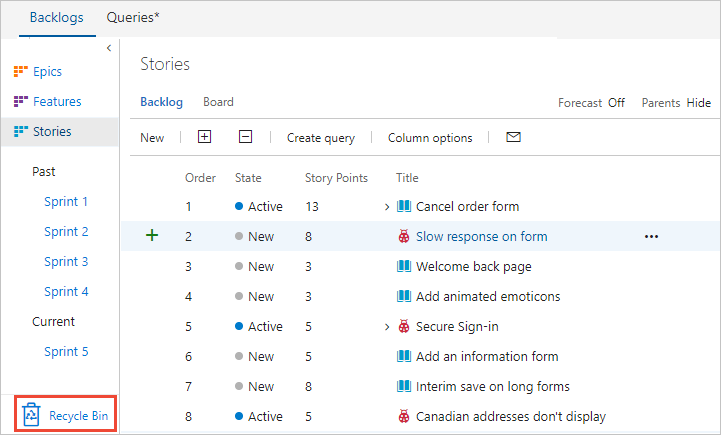 Backlogs Queries*
Epics
Features
Stories
Past
Sprint 1
Sprint 2
Sprint 3
Sprint 4
Current
Sprint 5
Recycle Bin
Stories
Backlog Board Forecast Off Parents Hide
New Create query Column options
Order State Story Points Title
1 Active 13 Cancel order form
2 New 8 Slow response on form ...
3 New 3 Welcome back page
4 New 3 Add animated emoticons
5 Active 5 Secure Sign-in
6 New 5 Add an information form
7 New 8 Interim save on long forms
8 Active 5 Canadian addresses don't display